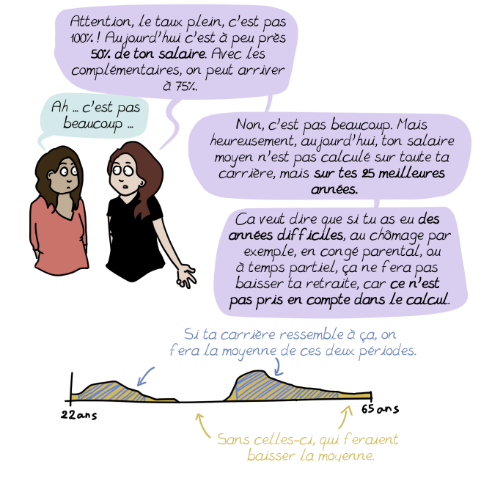 Attention, le taux plein, c'est pas
100% ! Aujourd'hui c'est à peu près
50% de ton salaire. Avec les
complémentaires, on peut arriver
à 75%.
Ah ... c'est pas
beaucoup ...
Non, c'est pas beaucoup. Mais
heureusement, aujourd'hui, ton salaire
moyen n'est pas calculé sur toute ta
carrière, mais sur tes 25 meilleures
années.
Ca veut dire que si tu as eu des
années difficiles, au chômage par
exemple, en congé parental, ou
à temps partiel, ça ne fera pas
baisser ta retraite, car ce n'est
pas pris en compte dans le calcul.
Si ta carrière ressemble à ça, on
fera la moyenne de ces deux périodes.
22 ans
65 ans
Sans celles-ci, qui feraient
baisser la moyenne.